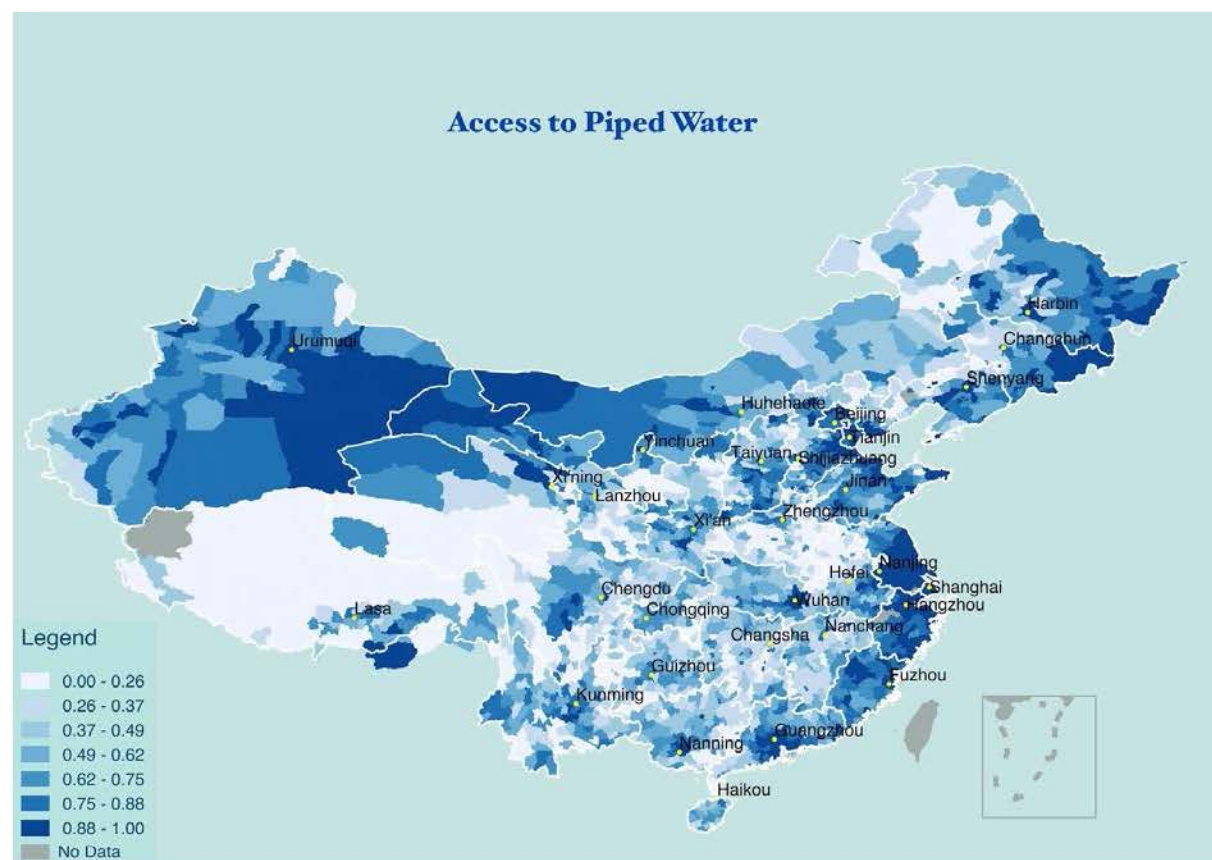 Access to Piped Water
Harbin
Urumuqi
Changchun
Shenyang
Huhehaote
Beijing
Tianjin
Yinchuan
Taiyuan
Shijiazhuang
Xi'ning
Jinan
Lanzhou
Zhengzhou
Xi'an
Nanjing
Hefei
Shanghai
Chengdu
Wuhan
Hangzhou
Lasa
Chongqing
Nanchang
Changsha
Guizhou
Fuzhou
Kunming
Guangzhou
Nanning
Haikou
Legend
0.00 - 0.26
0.26 - 0.37
0.37 - 0.49
0.49 - 0.62
0.62 - 0.75
0.75 - 0.88
0.88 - 1.00
No Data